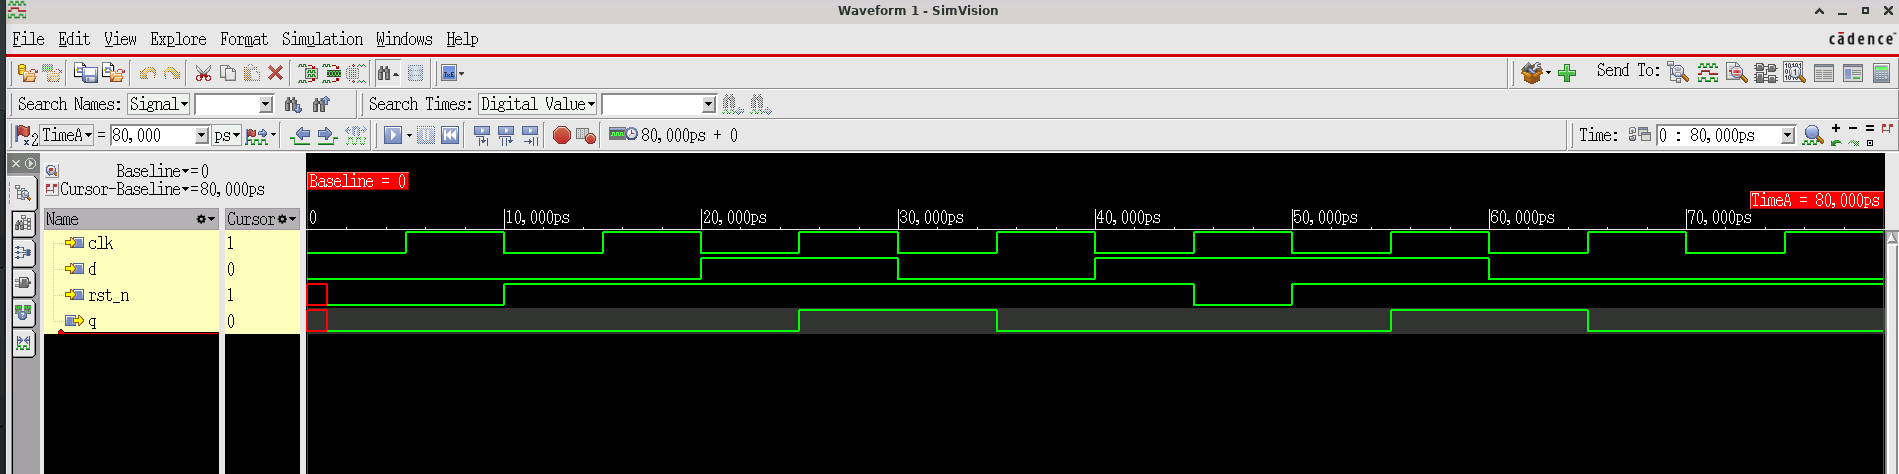 Waveform 1 - SimVision
File Edit View Explore Format Simulation Windows Help
cādence
Send To:
Search Names: Signal
Search Times: Digital Value
TimeA = 80,000 ps
80,000ps + 0
Time: 0 : 80,000ps
Baseline=0
Cursor-Baseline=80,000ps
Baseline = 0
TimeA = 80,000ps
Name Cursor
0 10,000ps 20,000ps 30,000ps 40,000ps 50,000ps 60,000ps 70,000ps
clk 1
d 0
rst_n 1
q 0